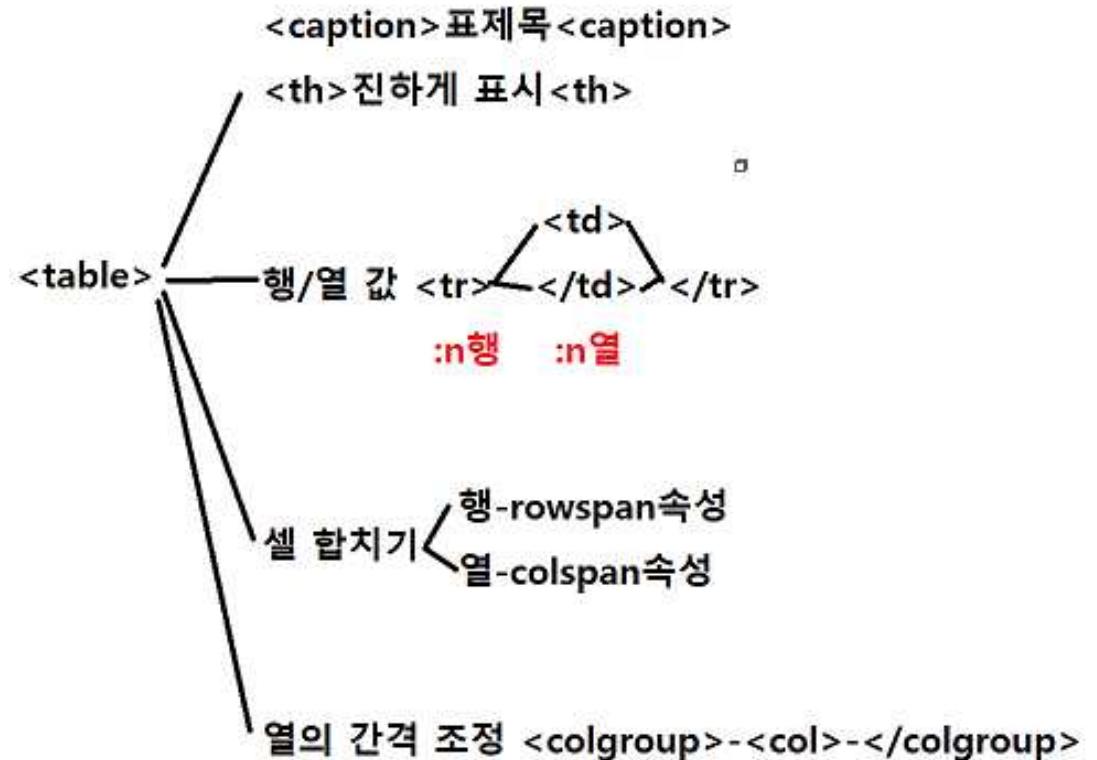 <caption>표제목<caption>
<th>진하게 표시<th>
<td>
<table> 행/열 값 <tr> </td> </tr>
:n행 :n열
행-rowspan속성
셀 합치기
열-colspan속성
열의 간격 조정 <colgroup>-<col>-</colgroup>